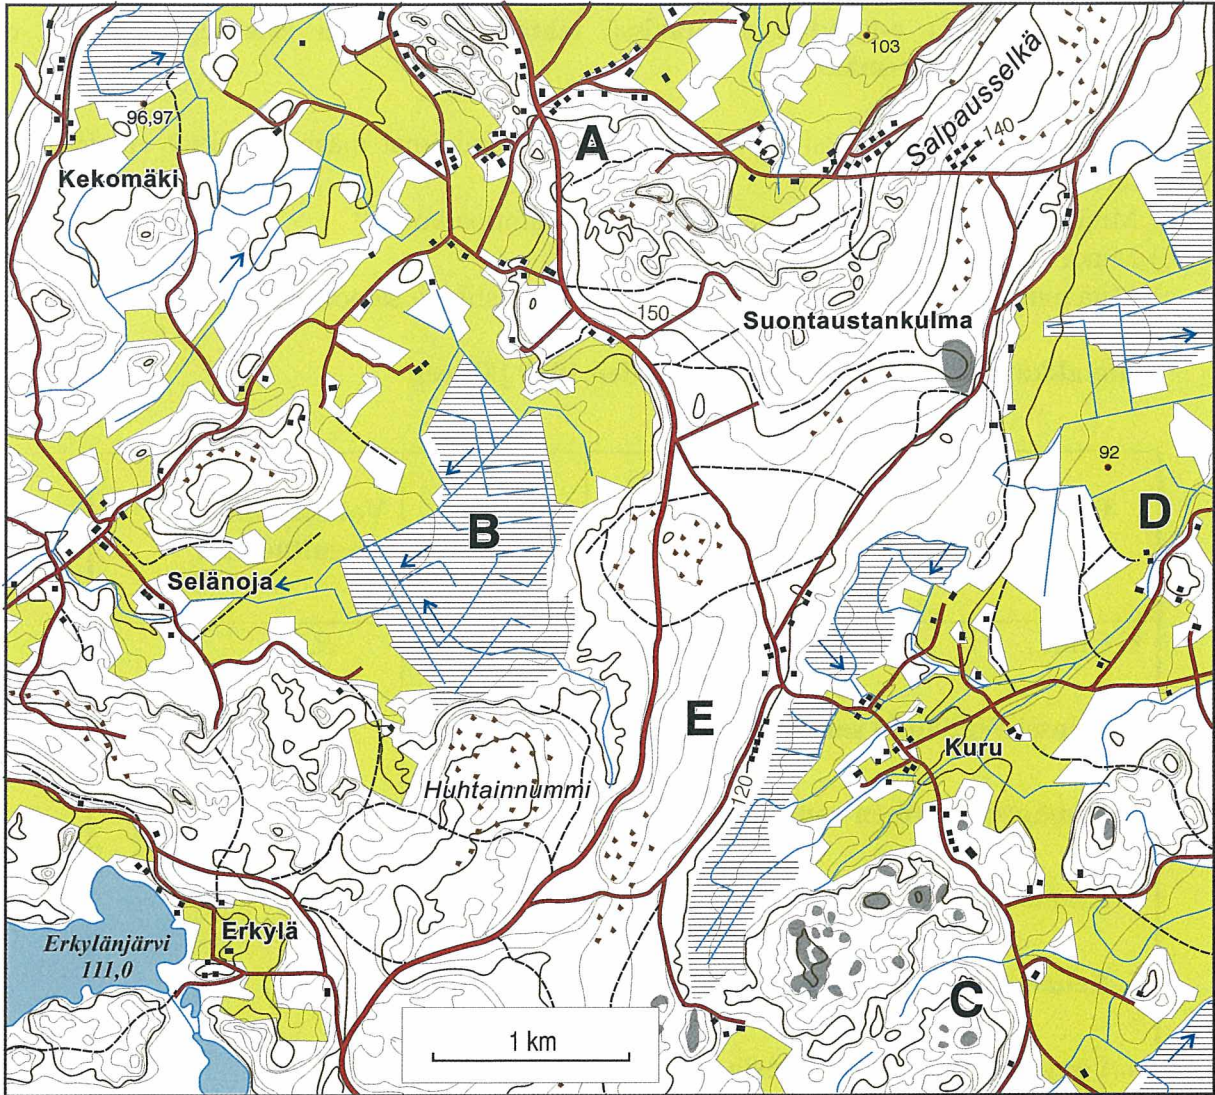 103
Salpausselkä
96,97
A
140
Kekomäki
150
Suontaustankulma
92
B
D
Selänoja
E
Kuru
Huhtainnummi
120
Erkylä
Erkylänjärvi
111,0
C
1 km